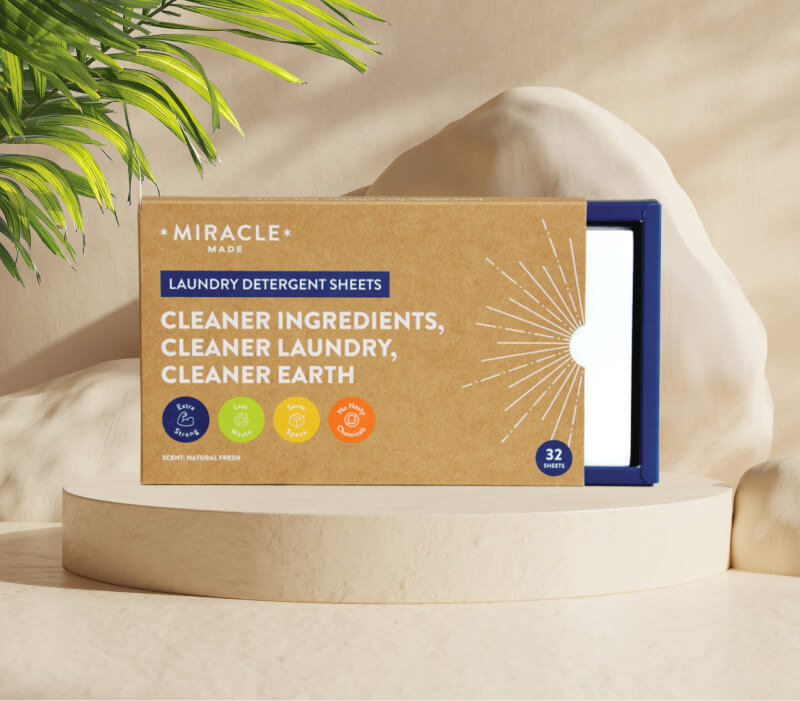 *MIRACLE*
MADE
LAUNDRY DETERGENT SHEETS
CLEANER INGREDIENTS,
CLEANER LAUNDRY,
CLEANER EARTH
Extra
Strong
Less
Waste
Saves
Space
No Nasty
Chemicals
SCENT: NATURAL FRESH
32
SHEETS